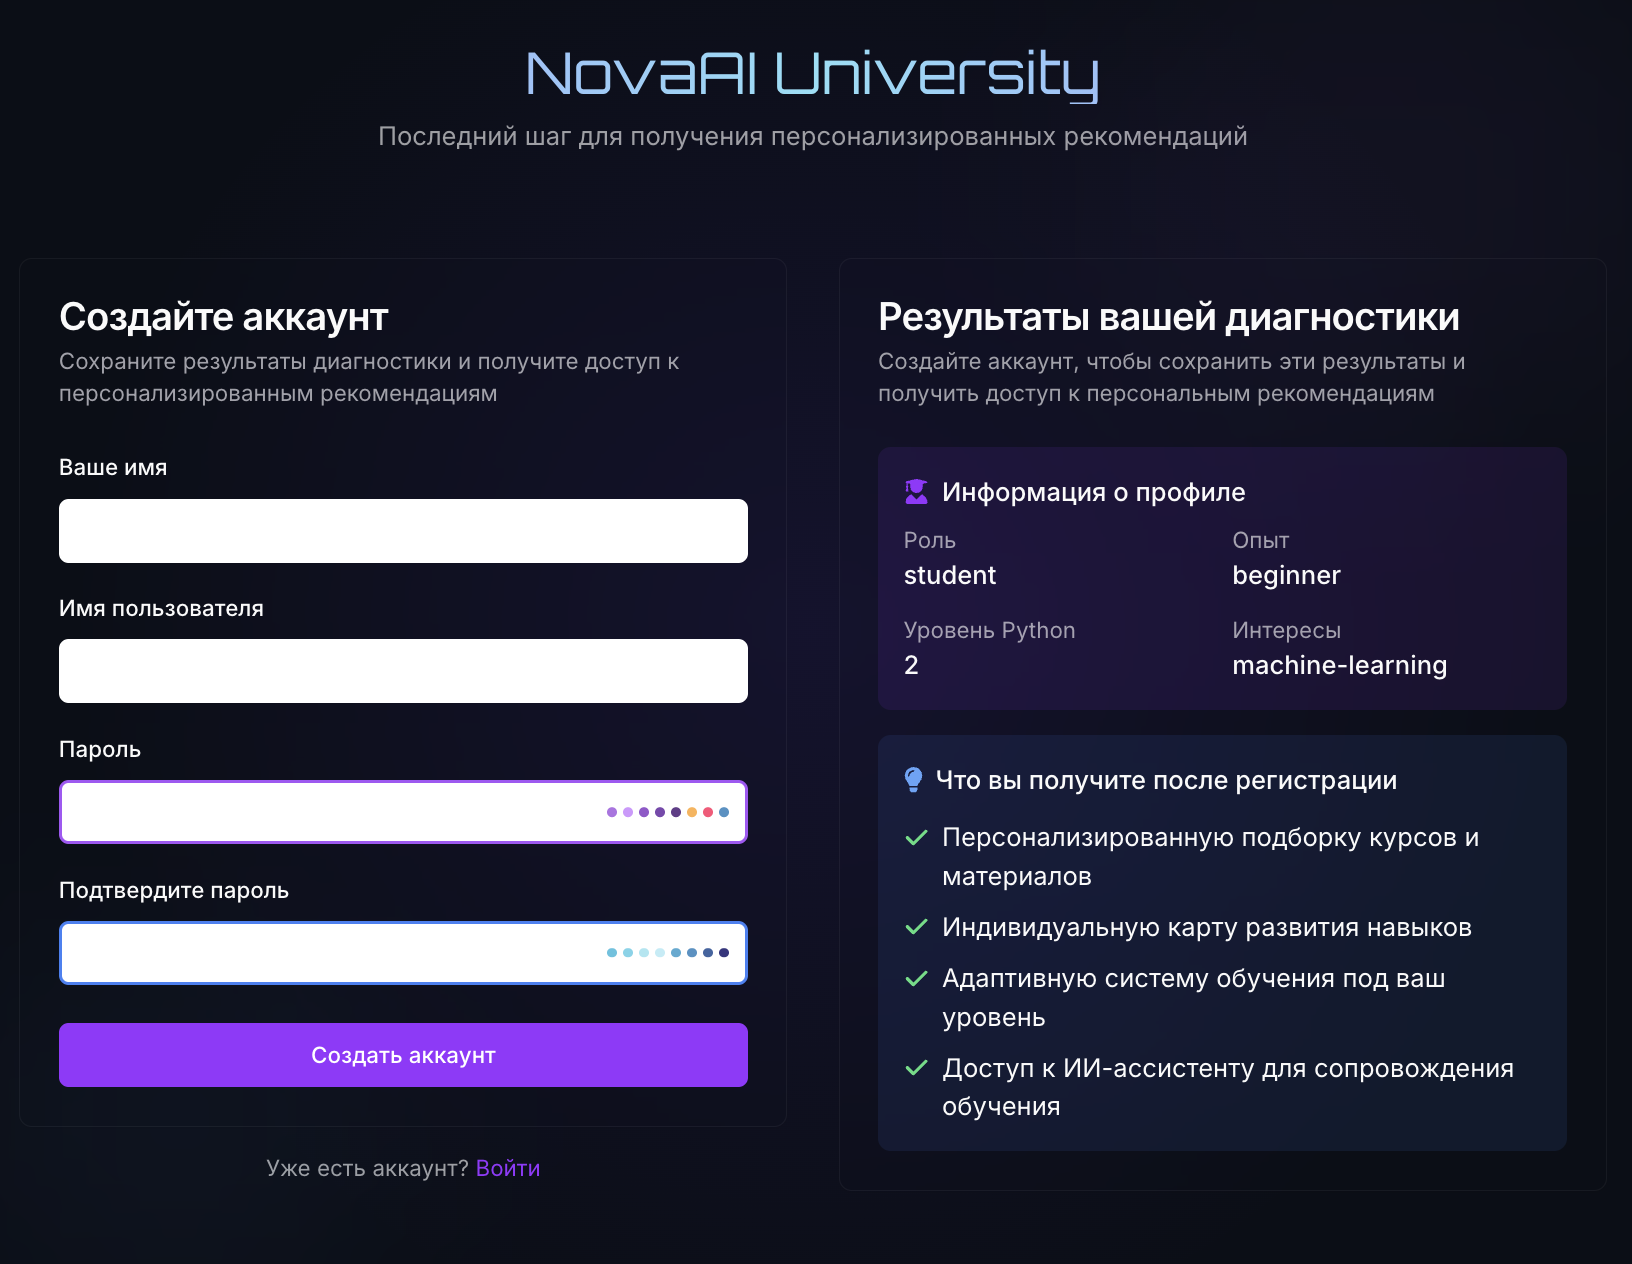 NovaAI University
Последний шаг для получения персонализированных рекомендаций
Создайте аккаунт
Сохраните результаты диагностики и получите доступ к
персонализированным рекомендациям
Ваше имя
Имя пользователя
Пароль
Подтвердите пароль
Создать аккаунт
Уже есть аккаунт? Войти
Результаты вашей диагностики
Создайте аккаунт, чтобы сохранить эти результаты и
получить доступ к персональным рекомендациям
Информация о профиле
Роль
student
Опыт
beginner
Уровень Python
2
Интересы
machine-learning
Что вы получите после регистрации
Персонализированную подборку курсов и
материалов
Индивидуальную карту развития навыков
Адаптивную систему обучения под ваш
уровень
Доступ к ИИ-ассистенту для сопровождения
обучения